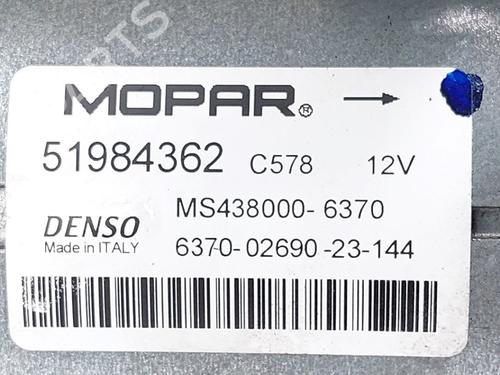 MOPAR® →
51984362 C578 12V
DENSO MS438000-6370
Made in ITALY 6370-02690-23-144